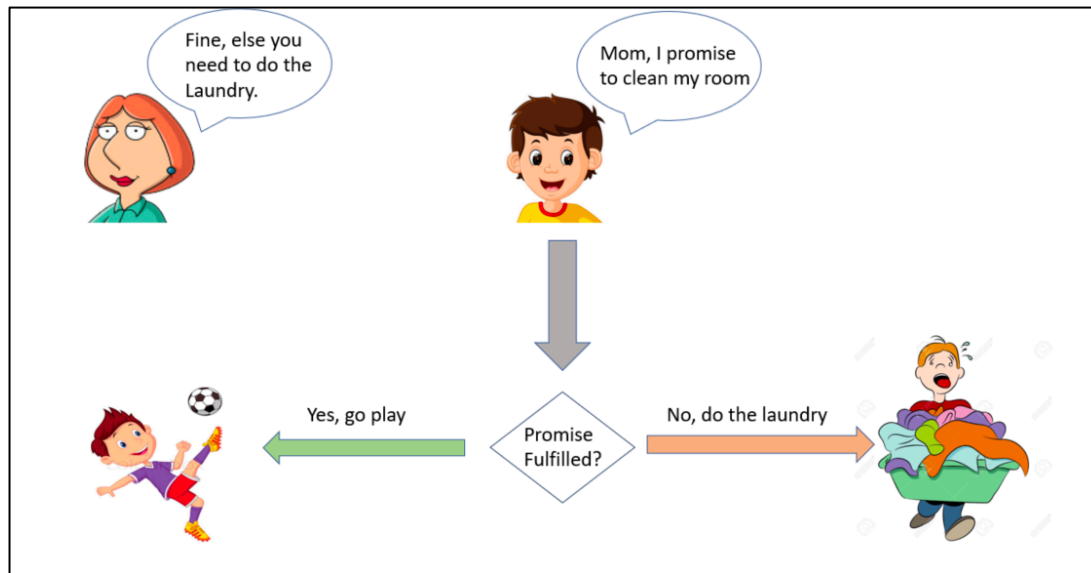 Fine, else you
need to do the
Laundry.
Mom, I promise
to clean my room
Yes, go play
Promise
Fulfilled?
No, do the laundry